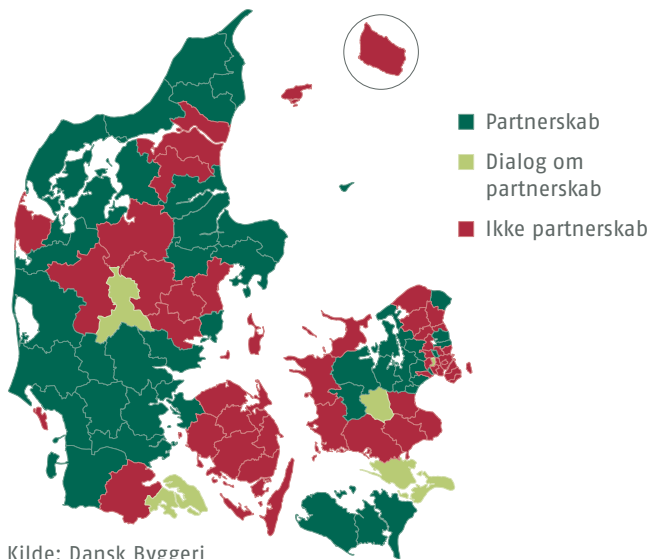 Partnerskab
Dialog om
partnerskab
Ikke partnerskab
Kilde: Dansk Byggeri